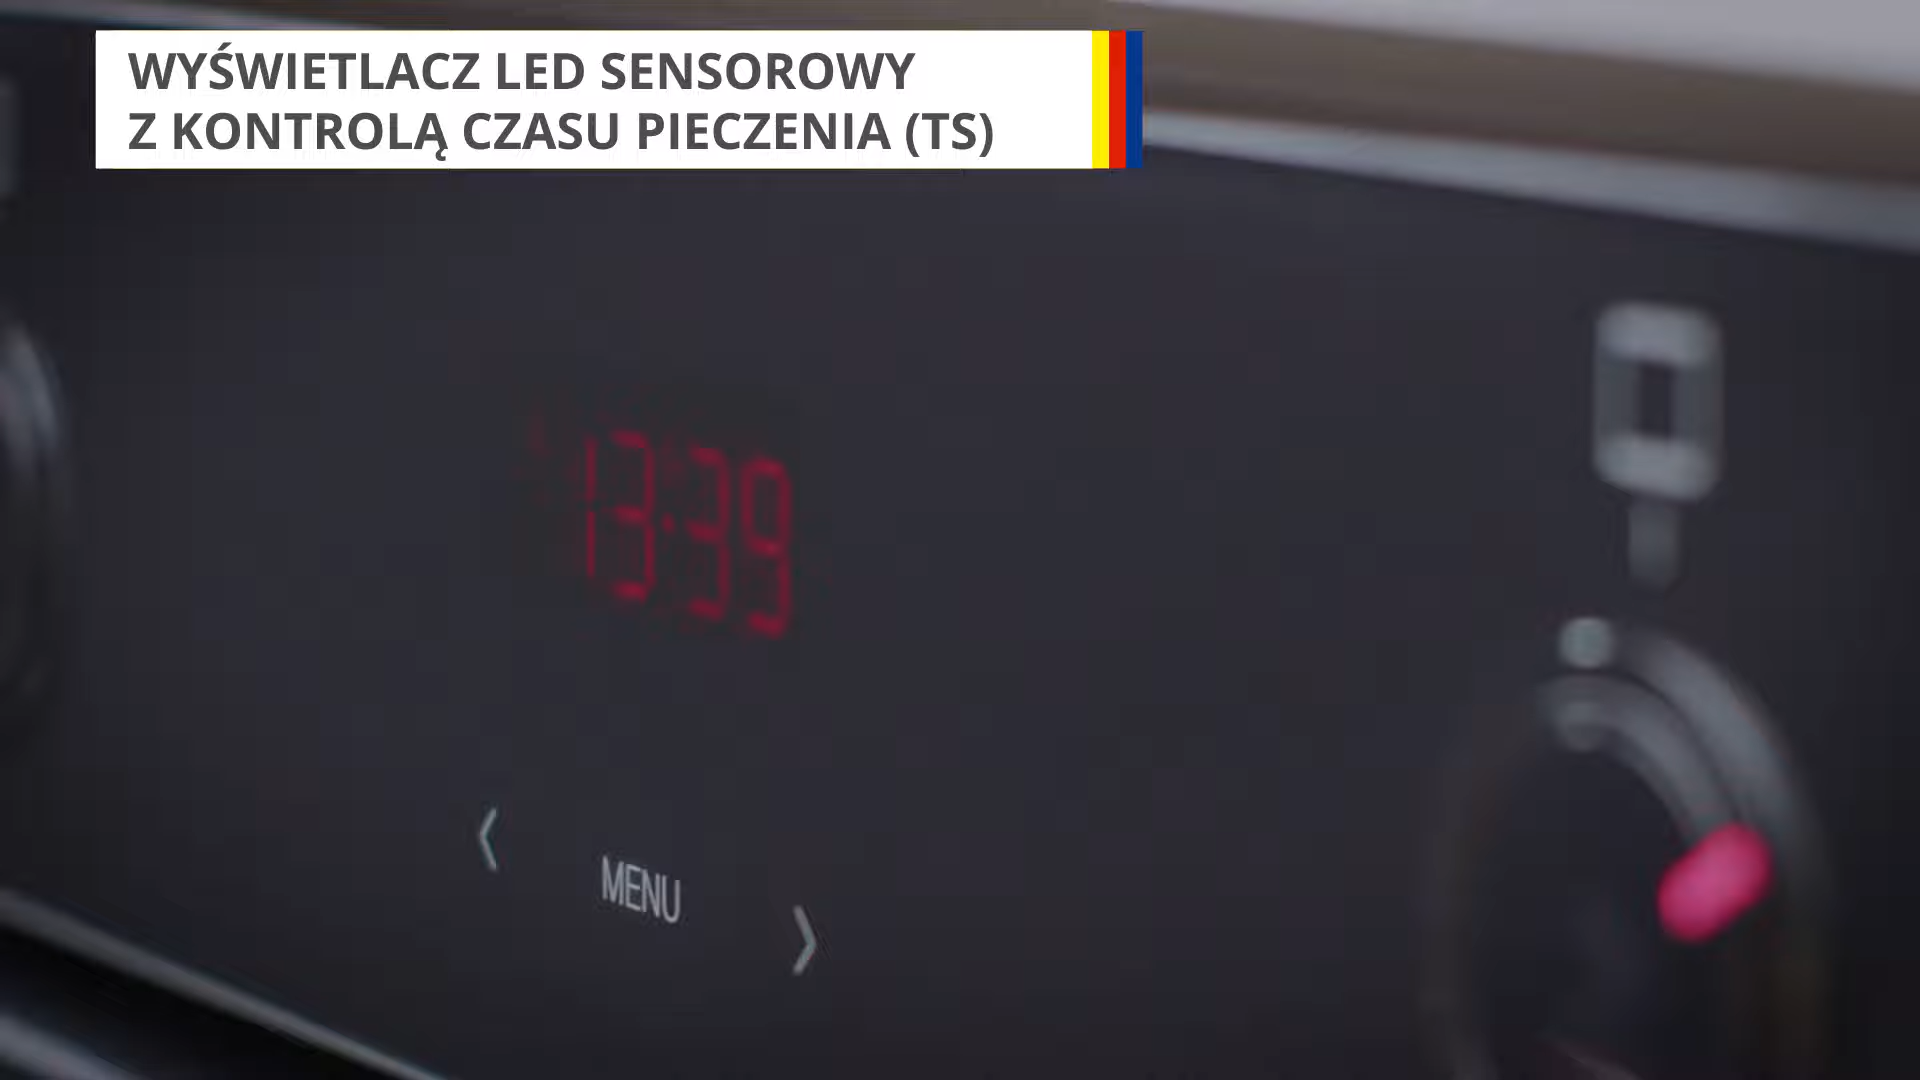 WYŚWIETLACZ LED SENSOROWY
Z KONTROLĄ CZASU PIECZENIA (TS)
13:39
MENU